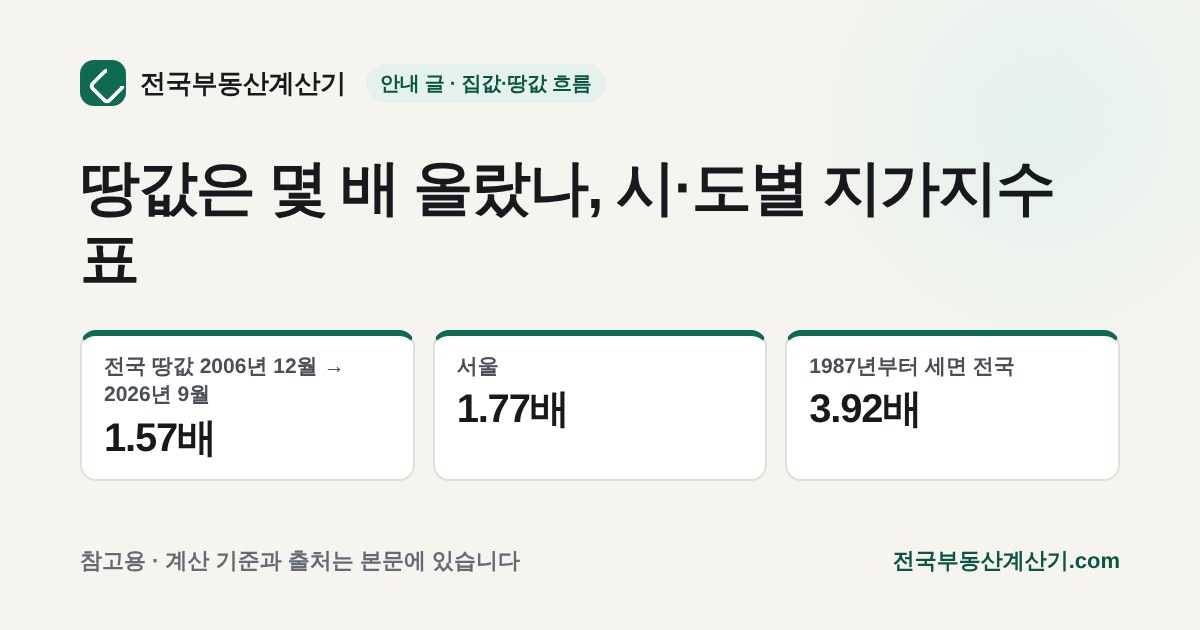 전국부동산계산기
안내 글 · 집값·땅값 흐름
땅값은 몇 배 올랐나, 시·도별 지가지수
표
전국 땅값 2006년 12월 →
2026년 9월
1.57배
서울
1.77배
1987년부터 세면 전국
3.92배
참고용 · 계산 기준과 출처는 본문에 있습니다
전국부동산계산기.com